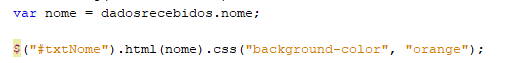 var nome = dadosrecebidos.nome;
$("#txtNome").html(nome).css("background-color", "orange");